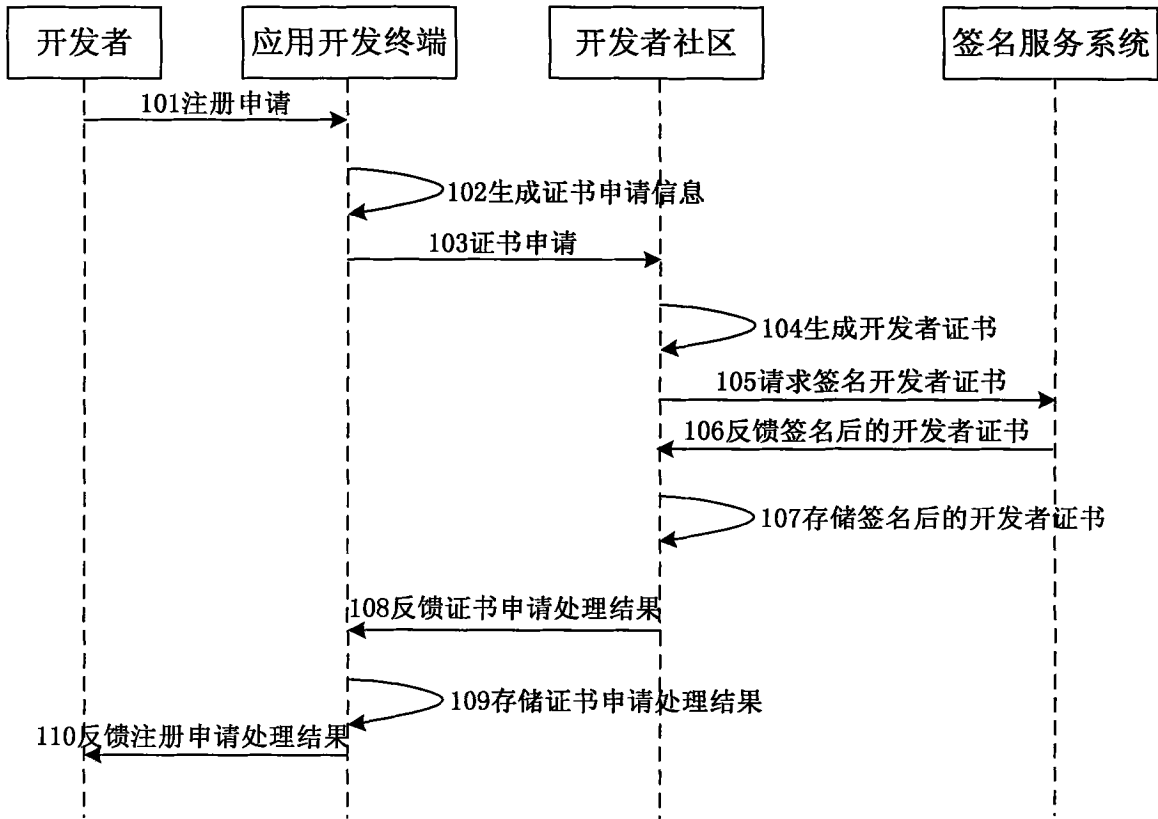 开发者
应用开发终端
开发者社区
签名服务系统
101注册申请
102生成证书申请信息
103证书申请
104生成开发者证书
105请求签名开发者证书
106反馈签名后的开发者证书
107存储签名后的开发者证书
108反馈证书申请处理结果
109存储证书申请处理结果
110反馈注册申请处理结果